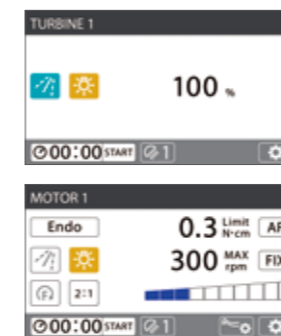 TURBINE 1
100 %
00:00 START 1
MOTOR 1
Endo 0.3 Limit N·cm
300 MAX rpm FIX
F 2:1
00:00 START 1